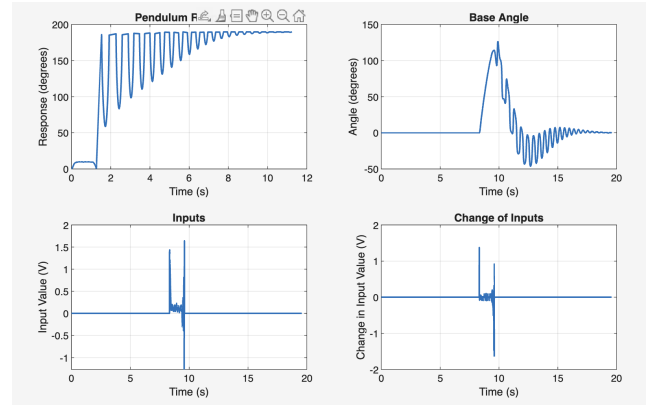 Pendulum R
Response (degrees)
200
150
100
50
0
0 2 4 6 8 10 12
Time (s)
Base Angle
Angle (degrees)
150
100
50
0
-50
0 5 10 15 20
Time (s)
Inputs
Input Value (V)
2
1.5
1
0.5
0
-0.5
-1
0 5 10 15 20
Time (s)
Change of Inputs
Change in Input Value (V)
2
1
0
-1
-2
0 5 10 15 20
Time (s)